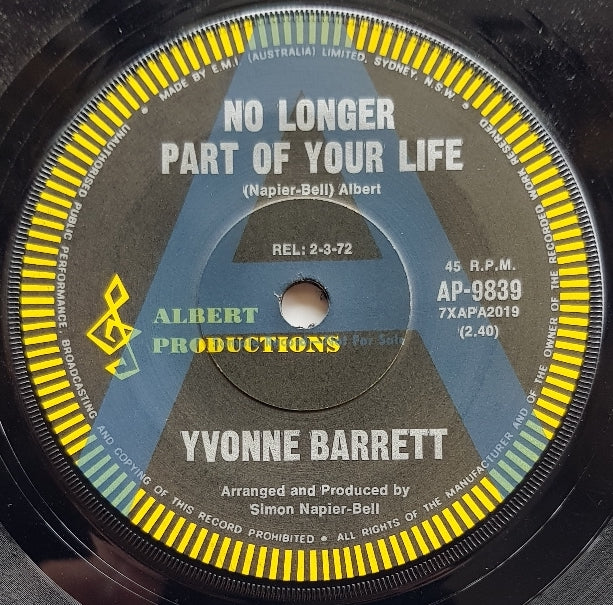 MADE BY E.M.I. (AUSTRALIA) LIMITED. SYDNEY, N.S.W.
NO LONGER
PART OF YOUR LIFE
(Napier-Bell) Albert
REL: 2-3-72
45 R.P.M.
AP-9839
7XAPA2019
(2.40)
ALBERT
PRODUCTIONS
Not For Sale
YVONNE BARRETT
Arranged and Produced by
Simon Napier-Bell
UNAUTHORISED PUBLIC PERFORMANCE, BROADCASTING AND COPYING OF THIS RECORD PROHIBITED • ALL RIGHTS OF THE MANUFACTURER AND OF THE OWNER OF THE RECORDED WORK RESERVED
A